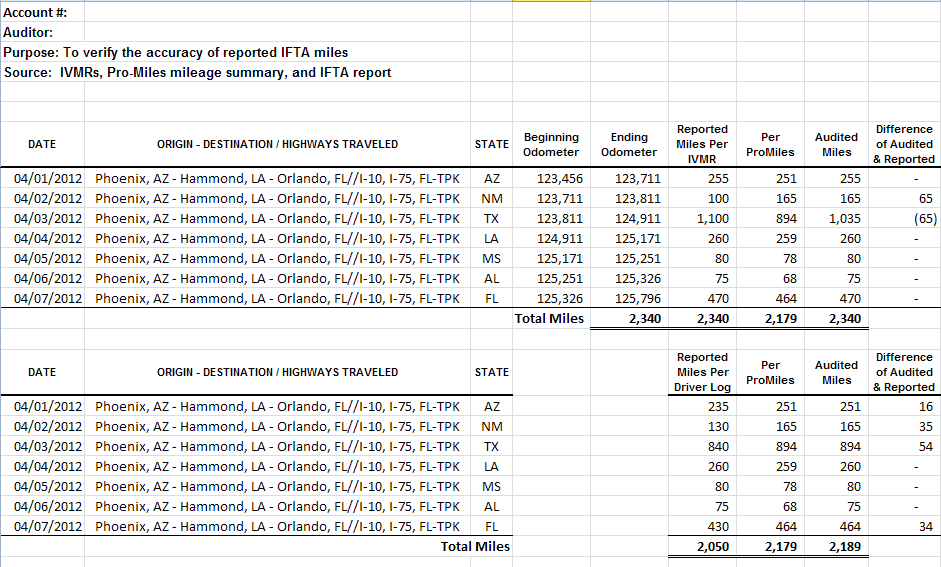 Account #:
Auditor:
Purpose: To verify the accuracy of reported IFTA miles
Source:  IVMRs, Pro-Miles mileage summary, and IFTA report
DATE ORIGIN - DESTINATION / HIGHWAYS TRAVELED STATE Beginning Odometer Ending Odometer Reported Miles Per IVMR Per ProMiles Audited Miles Difference of Audited & Reported
04/01/2012 Phoenix, AZ - Hammond, LA - Orlando, FL//I-10, I-75, FL-TPK AZ 123,456 123,711 255 251 255 -
04/02/2012 Phoenix, AZ - Hammond, LA - Orlando, FL//I-10, I-75, FL-TPK NM 123,711 123,811 100 165 165 65
04/03/2012 Phoenix, AZ - Hammond, LA - Orlando, FL//I-10, I-75, FL-TPK TX 123,811 124,911 1,100 894 1,035 (65)
04/04/2012 Phoenix, AZ - Hammond, LA - Orlando, FL//I-10, I-75, FL-TPK LA 124,911 125,171 260 259 260 -
04/05/2012 Phoenix, AZ - Hammond, LA - Orlando, FL//I-10, I-75, FL-TPK MS 125,171 125,251 80 78 80 -
04/06/2012 Phoenix, AZ - Hammond, LA - Orlando, FL//I-10, I-75, FL-TPK AL 125,251 125,326 75 68 75 -
04/07/2012 Phoenix, AZ - Hammond, LA - Orlando, FL//I-10, I-75, FL-TPK FL 125,326 125,796 470 464 470 -
Total Miles 2,340 2,340 2,179 2,340
DATE ORIGIN - DESTINATION / HIGHWAYS TRAVELED STATE Reported Miles Per Driver Log Per ProMiles Audited Miles Difference of Audited & Reported
04/01/2012 Phoenix, AZ - Hammond, LA - Orlando, FL//I-10, I-75, FL-TPK AZ 235 251 251 16
04/02/2012 Phoenix, AZ - Hammond, LA - Orlando, FL//I-10, I-75, FL-TPK NM 130 165 165 35
04/03/2012 Phoenix, AZ - Hammond, LA - Orlando, FL//I-10, I-75, FL-TPK TX 840 894 894 54
04/04/2012 Phoenix, AZ - Hammond, LA - Orlando, FL//I-10, I-75, FL-TPK LA 260 259 260 -
04/05/2012 Phoenix, AZ - Hammond, LA - Orlando, FL//I-10, I-75, FL-TPK MS 80 78 80 -
04/06/2012 Phoenix, AZ - Hammond, LA - Orlando, FL//I-10, I-75, FL-TPK AL 75 68 75 -
04/07/2012 Phoenix, AZ - Hammond, LA - Orlando, FL//I-10, I-75, FL-TPK FL 430 464 464 34
Total Miles 2,050 2,179 2,189